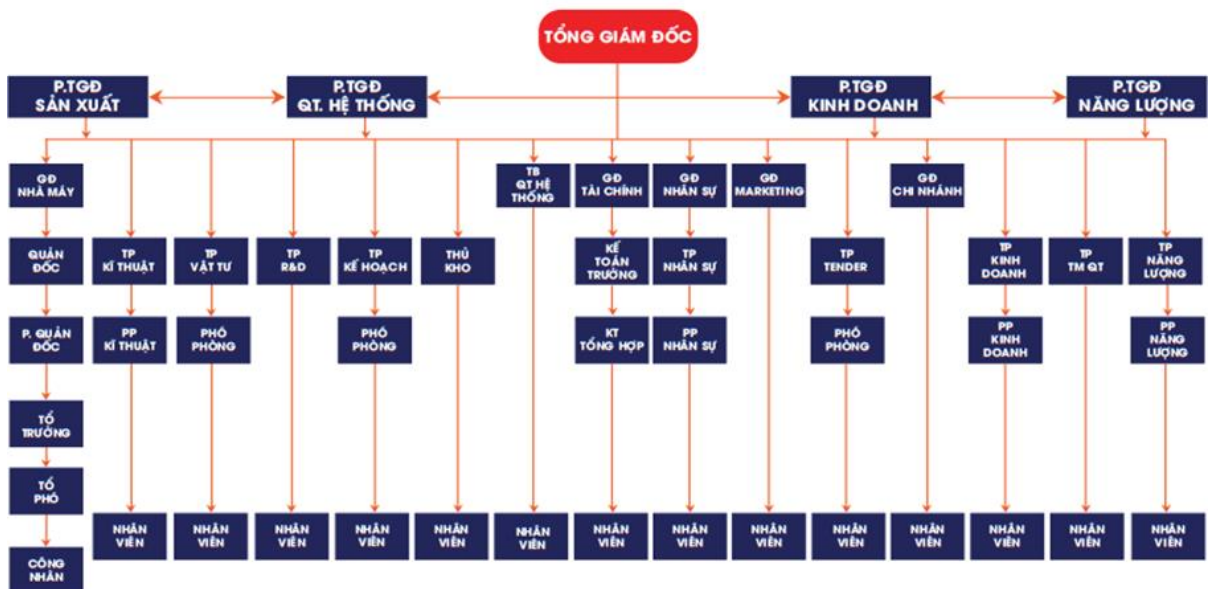 TỔNG GIÁM ĐỐC
P.TGĐ
SẢN XUẤT
P.TGĐ
QT. HỆ THỐNG
P.TGĐ
KINH DOANH
P.TGĐ
NĂNG LƯỢNG
GĐ
NHÀ MÁY
TB
QT HỆ
THỐNG
GĐ
TÀI CHÍNH
GĐ
NHÂN SỰ
GĐ
MARKETING
GĐ
CHI NHÁNH
QUẢN
ĐỐC
TP
KĨ THUẬT
TP
VẬT TƯ
TP
R&D
TP
KẾ HOẠCH
THỦ
KHO
KẾ
TOÁN
TRƯỞNG
TP
NHÂN SỰ
TP
TENDER
TP
KINH
DOANH
TP
TM QT
TP
NĂNG
LƯỢNG
P. QUẢN
ĐỐC
PP
KĨ THUẬT
PHÓ
PHÒNG
PHÓ
PHÒNG
KT
TỔNG HỢP
PP
NHÂN SỰ
PHÓ
PHÒNG
PP
KINH
DOANH
PP
NĂNG
LƯỢNG
TỔ
TRƯỞNG
TỔ
PHÓ
NHÂN
VIÊN
NHÂN
VIÊN
NHÂN
VIÊN
NHÂN
VIÊN
NHÂN
VIÊN
NHÂN
VIÊN
NHÂN
VIÊN
NHÂN
VIÊN
NHÂN
VIÊN
NHÂN
VIÊN
NHÂN
VIÊN
NHÂN
VIÊN
NHÂN
VIÊN
NHÂN
VIÊN
CÔNG
NHÂN